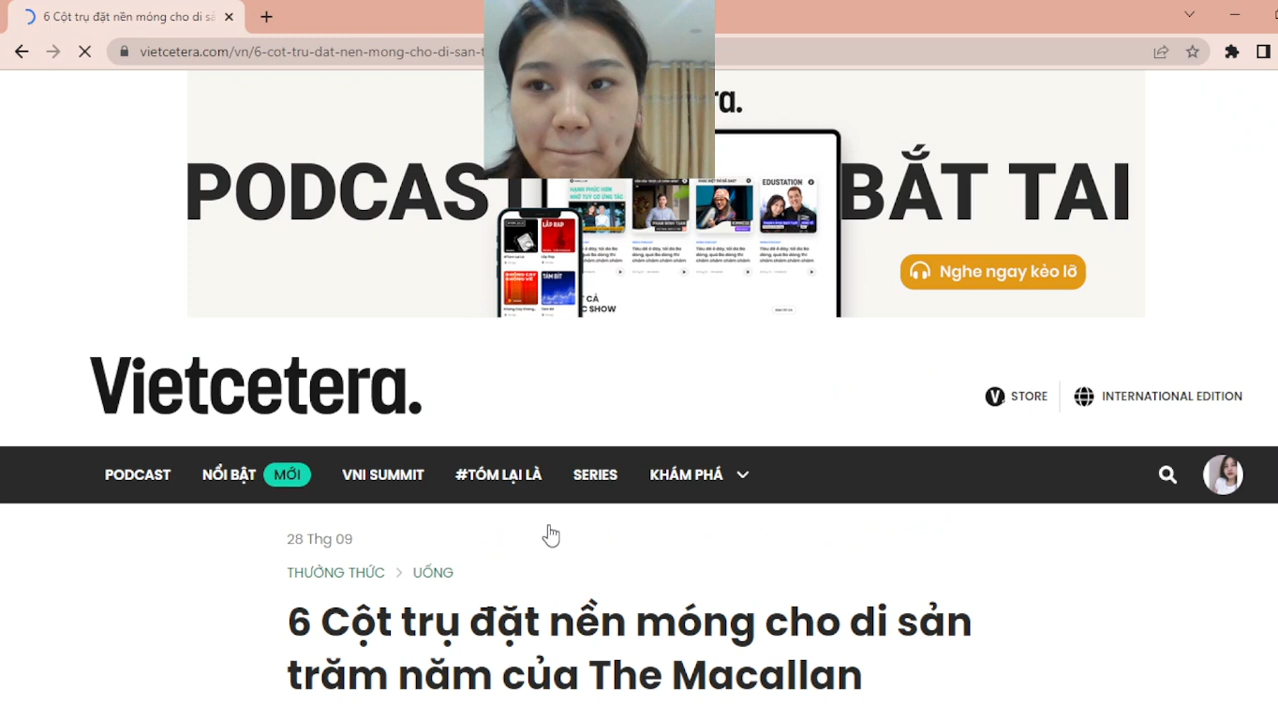 6 Cột trụ đặt nền móng cho di sả
vietcetera.com/vn/6-cot-tru-dat-nen-mong-cho-di-san-t
ra.
PODCAST
BẮT TAI
EDUSTATION
LẮP BẮP
Nghe ngay kẻo lỡ
Vietcetera.
STORE
INTERNATIONAL EDITION
PODCAST NỔI BẬT MỚI VNI SUMMIT #TÓM LẠI LÀ SERIES KHÁM PHÁ
28 Thg 09
THƯỞNG THỨC > UỐNG
6 Cột trụ đặt nền móng cho di sản
trăm năm của The Macallan